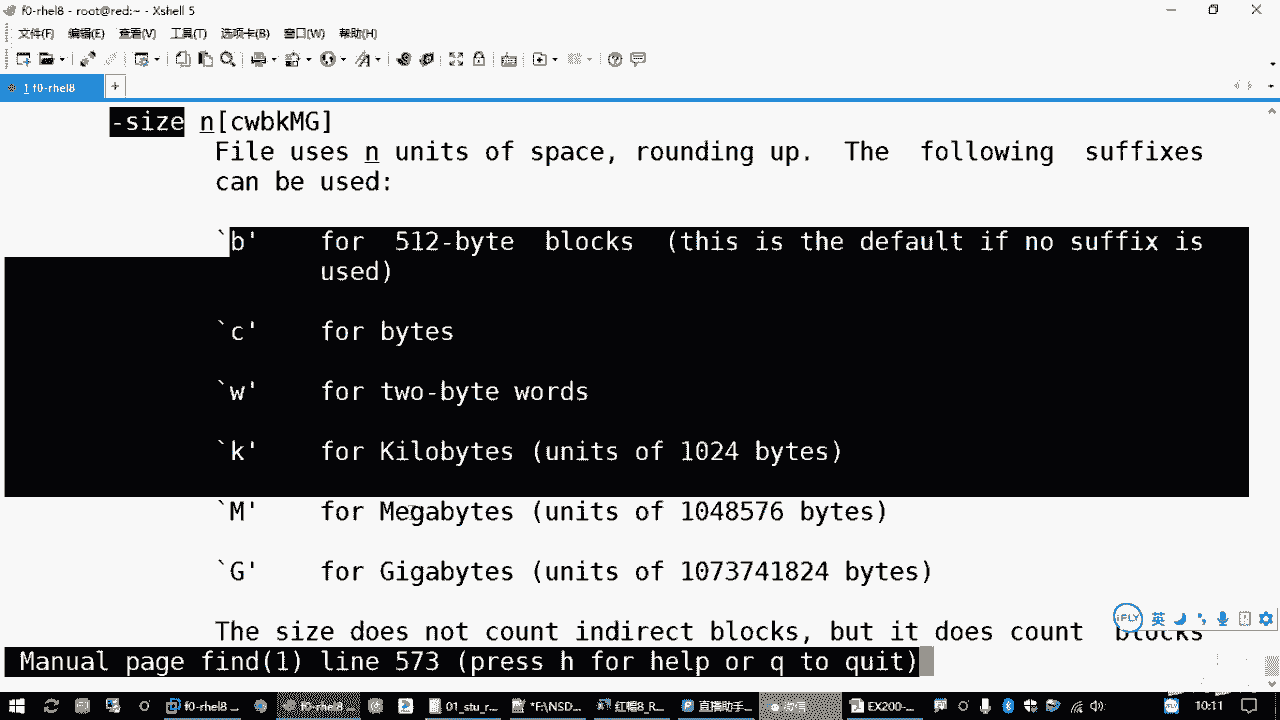 f0-rhel8 - root@red:~ - Xshell 5
文件(F) 编辑(E) 查看(V) 工具(T) 选项卡(B) 窗口(W) 帮助(H)
1 f0-rhel8 +
-size n[cwbkMG]
File uses n units of space, rounding up. The following suffixes
can be used:
`b' for 512-byte blocks (this is the default if no suffix is
used)
`c' for bytes
`w' for two-byte words
`k' for Kilobytes (units of 1024 bytes)
`M' for Megabytes (units of 1048576 bytes)
`G' for Gigabytes (units of 1073741824 bytes)
The size does not count indirect blocks, but it does count blocks
iFLY 英
Manual page find(1) line 573 (press h for help or q to quit)
f0-rhel8 ... f0-rhel8 01_stu_r... *F:\NSD... 红帽8_R... 直播助手... EX200-... 10:11